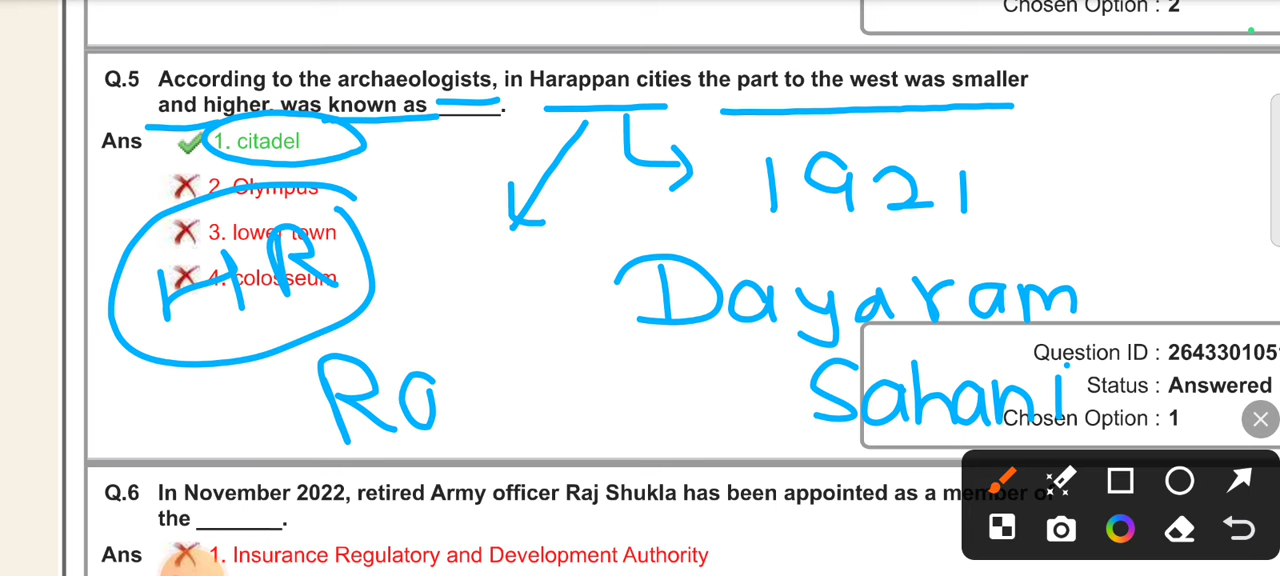 Chosen Option : 2
Q.5 According to the archaeologists, in Harappan cities the part to the west was smaller
and higher, was known as ______.
Ans 1. citadel
2. Olympus
3. lower town
4. colosseum
1921
HR
Dayaram
Sahani
RO
Question ID : 264330105
Status : Answered
Chosen Option : 1
Q.6 In November 2022, retired Army officer Raj Shukla has been appointed as a member of
the _______.
Ans 1. Insurance Regulatory and Development Authority